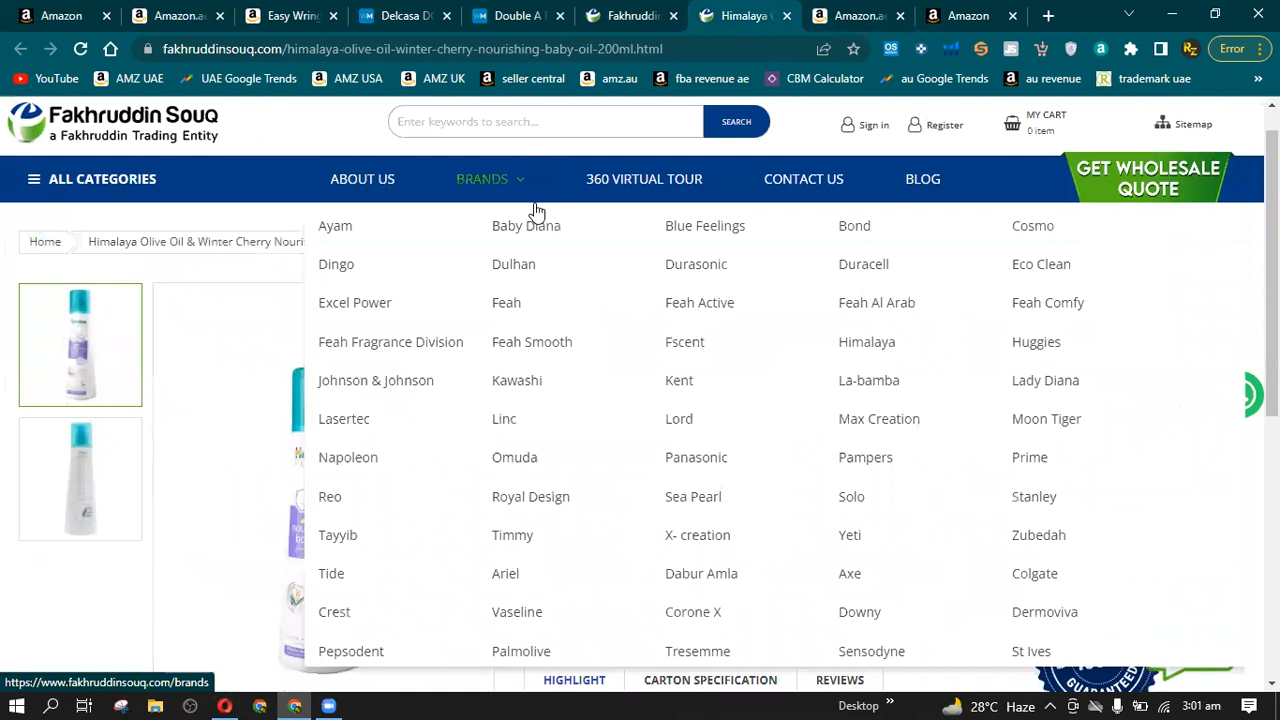 Amazon
Amazon.ae
Easy Wring
Delcasa D
Double A
Fakhruddin
Himalaya O
Amazon.ae
Amazon
fakhruddinsouq.com/himalaya-olive-oil-winter-cherry-nourishing-baby-oil-200ml.html
Error
YouTube
AMZ UAE
UAE Google Trends
AMZ USA
AMZ UK
seller central
amz.au
fba revenue ae
CBM Calculator
au Google Trends
au revenue
trademark uae
Fakhruddin Souq
a Fakhruddin Trading Entity
Enter keywords to search...
SEARCH
Sign in
Register
MY CART
0 item
Sitemap
ALL CATEGORIES
ABOUT US
BRANDS
360 VIRTUAL TOUR
CONTACT US
BLOG
GET WHOLESALE
QUOTE
Home
Himalaya Olive Oil & Winter Cherry Nouri
Ayam
Baby Diana
Blue Feelings
Bond
Cosmo
Dingo
Dulhan
Durasonic
Duracell
Eco Clean
Excel Power
Feah
Feah Active
Feah Al Arab
Feah Comfy
Feah Fragrance Division
Feah Smooth
Fscent
Himalaya
Huggies
Johnson & Johnson
Kawashi
Kent
La-bamba
Lady Diana
Lasertec
Linc
Lord
Max Creation
Moon Tiger
Napoleon
Omuda
Panasonic
Pampers
Prime
Reo
Royal Design
Sea Pearl
Solo
Stanley
Tayyib
Timmy
X- creation
Yeti
Zubedah
Tide
Ariel
Dabur Amla
Axe
Colgate
Crest
Vaseline
Corone X
Downy
Dermoviva
Pepsodent
Palmolive
Tresemme
Sensodyne
St Ives
HIGHLIGHT
CARTON SPECIFICATION
REVIEWS
https://www.fakhruddinsouq.com/brands
Desktop
28°C Haze
3:01 am